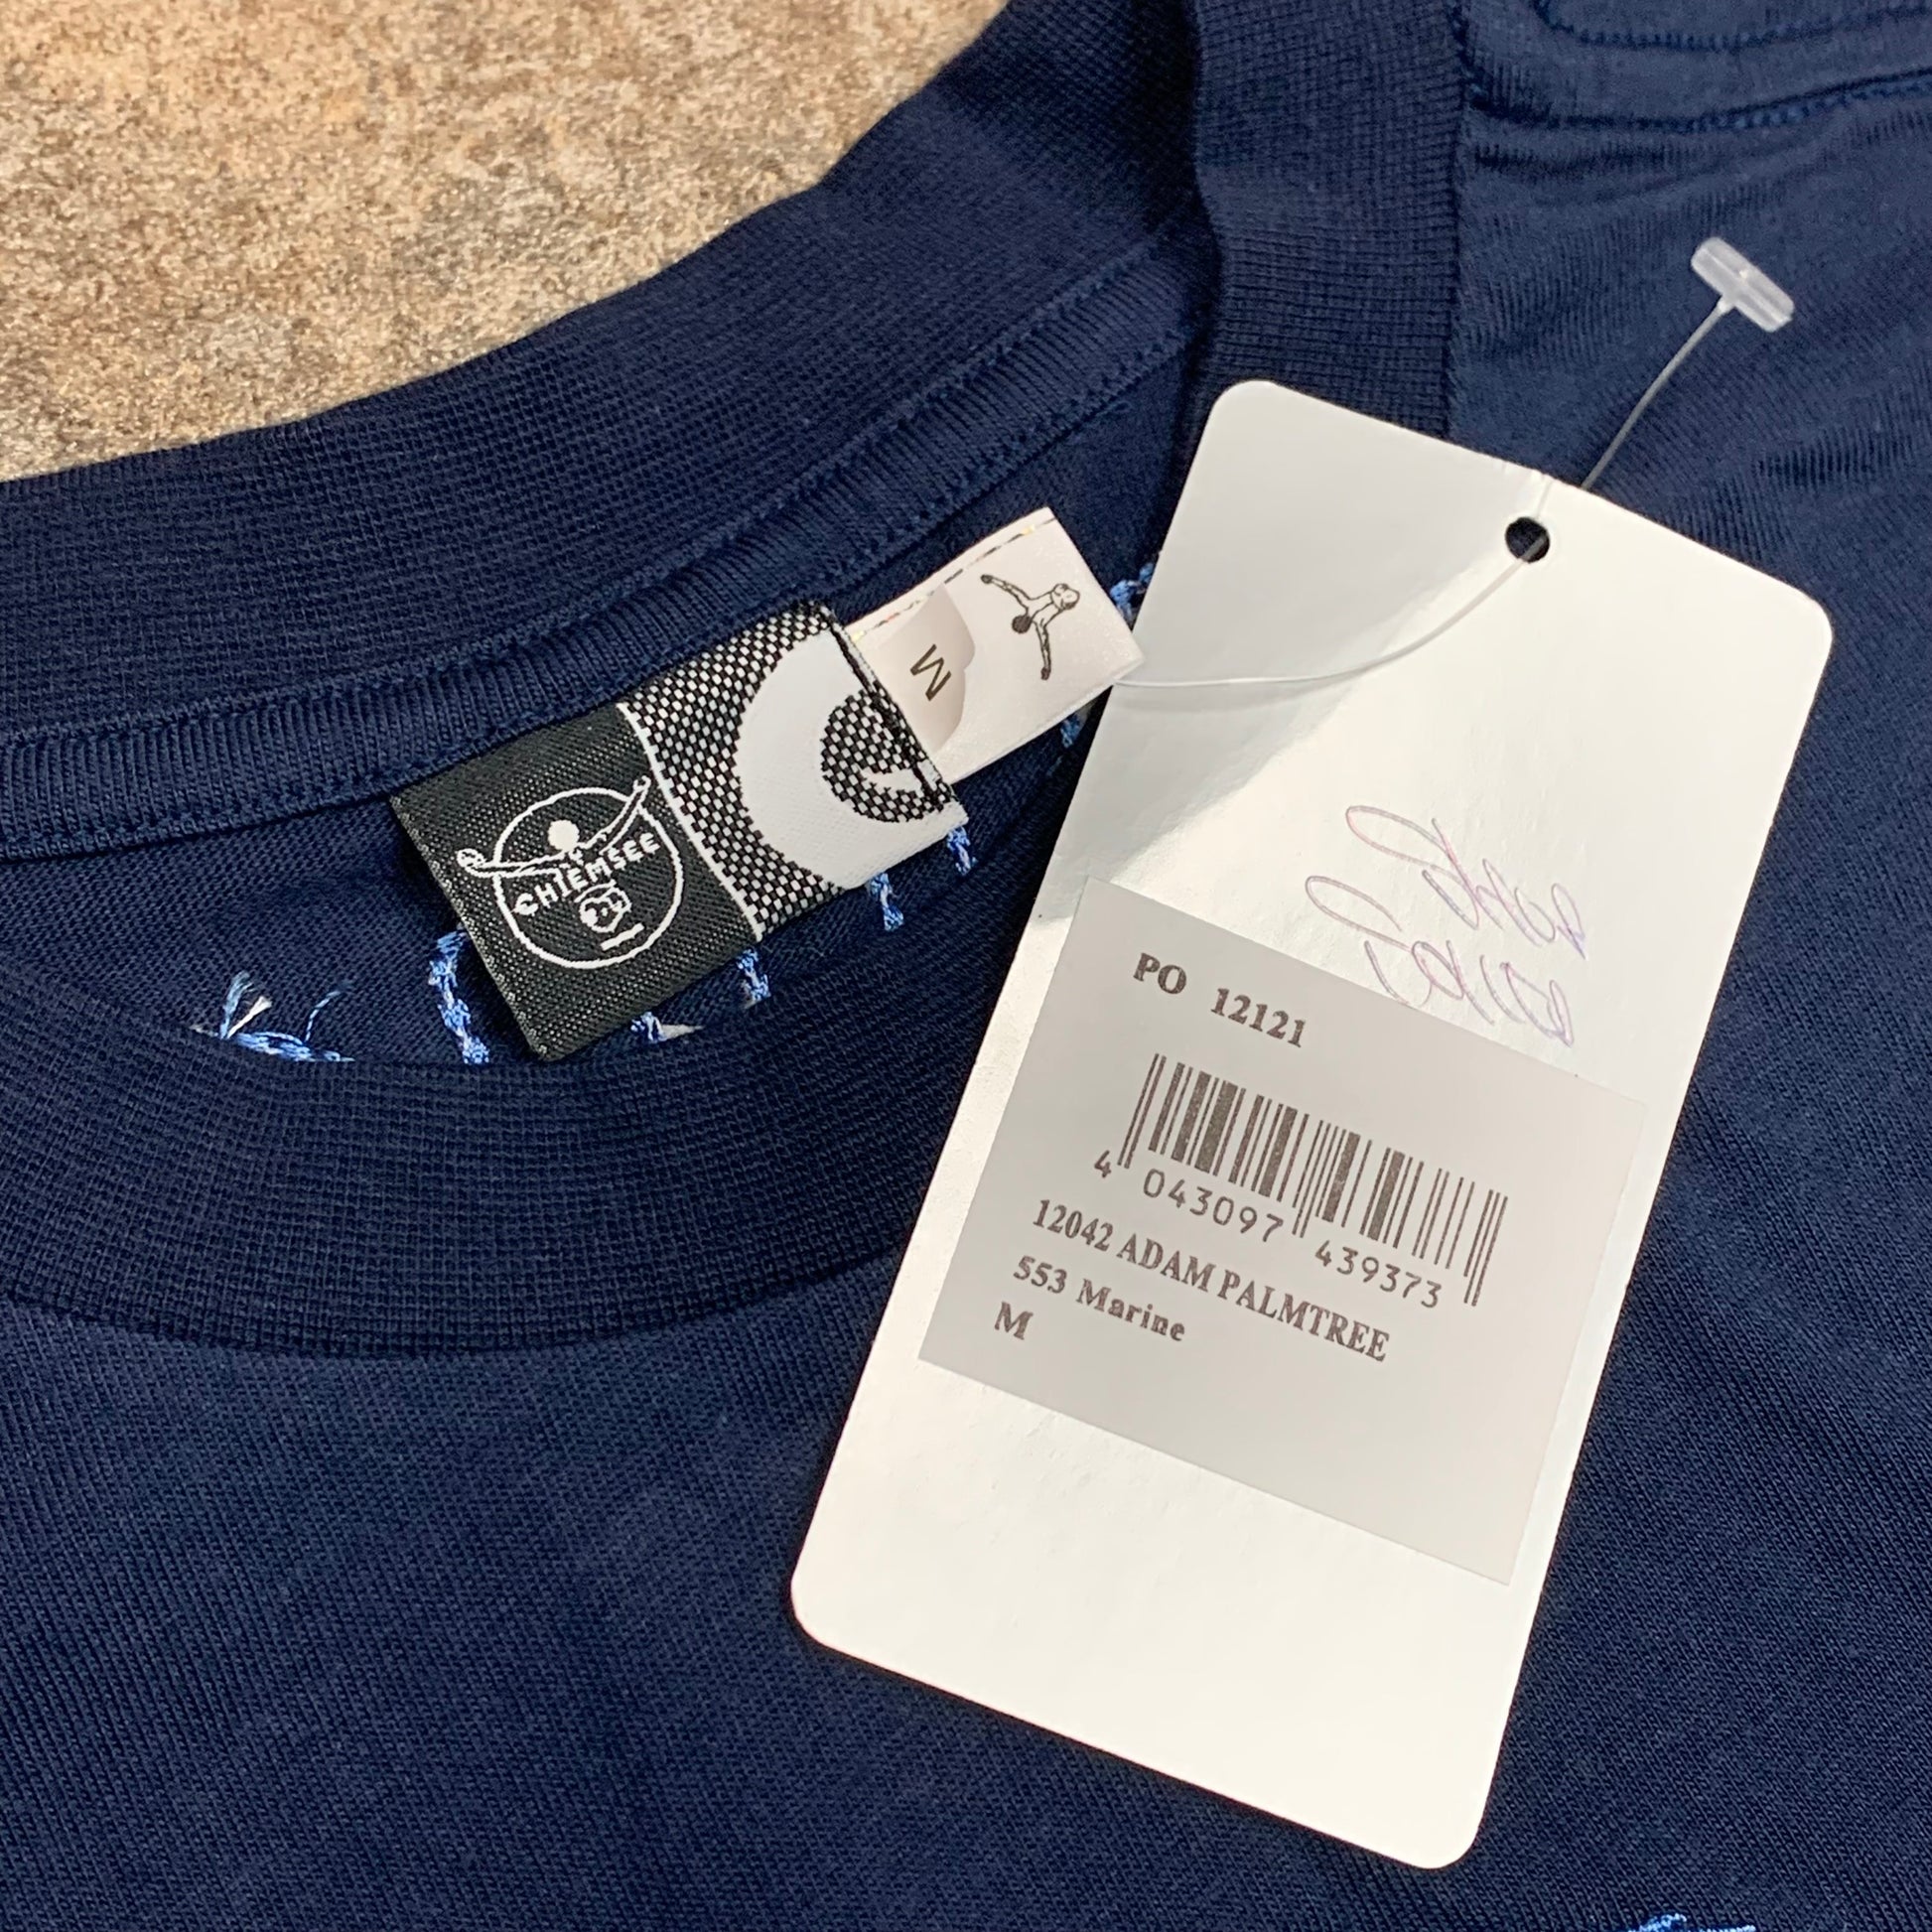 M
CHIEMSEE
PO 12121
4 043097 439373
12042 ADAM PALMTREE
553 Marine
M